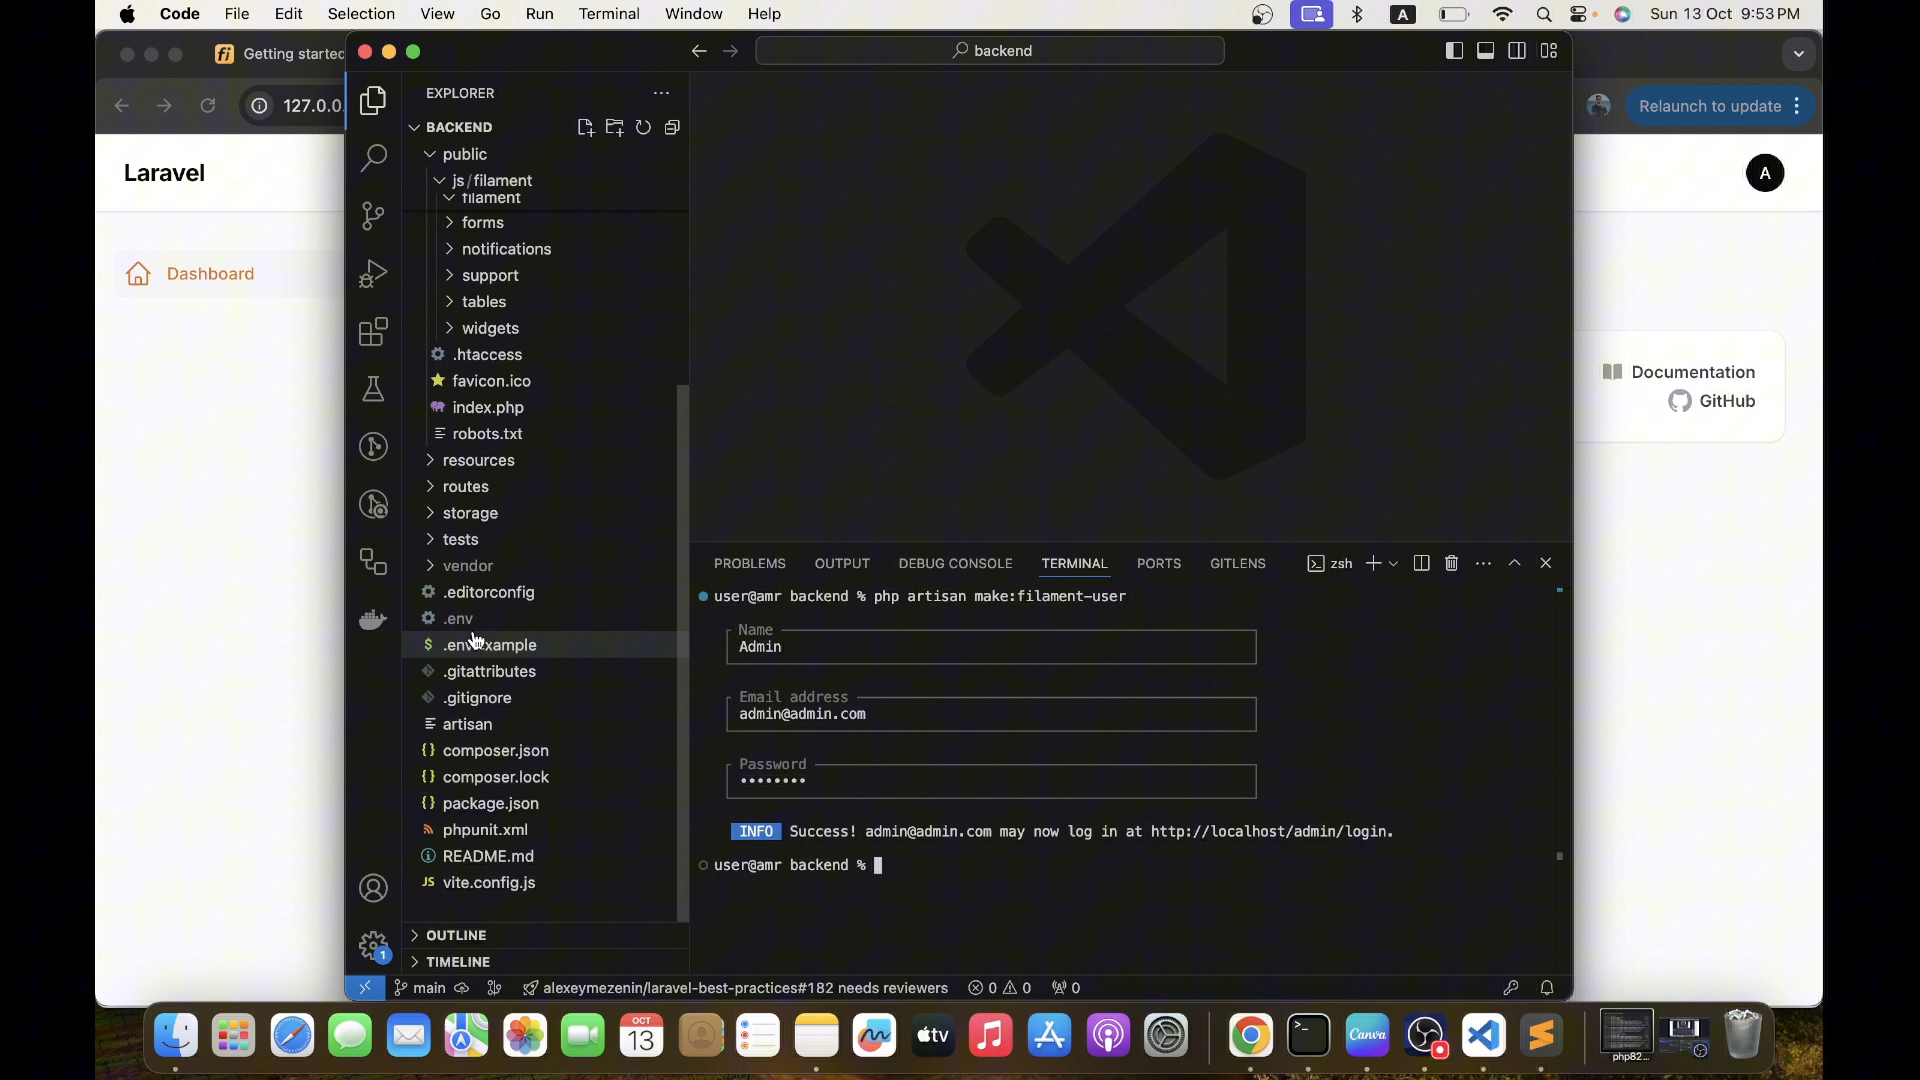 Code File Edit Selection View Go Run Terminal Window Help
A
Sun 13 Oct 9:53 PM
fi Getting started
backend
127.0.0.
Relaunch to update
Laravel
A
Dashboard
Documentation
GitHub
EXPLORER
BACKEND
public
js/filament
filament
forms
notifications
support
tables
widgets
.htaccess
favicon.ico
index.php
robots.txt
resources
routes
storage
tests
vendor
.editorconfig
.env
.env.example
.gitattributes
.gitignore
artisan
{} composer.json
{} composer.lock
{} package.json
phpunit.xml
README.md
JS vite.config.js
OUTLINE
TIMELINE
1
PROBLEMS OUTPUT DEBUG CONSOLE TERMINAL PORTS GITLENS zsh
user@amr backend % php artisan make:filament-user
Name
Admin
Email address
admin@admin.com
Password
••••••••
INFO Success! admin@admin.com may now log in at http://localhost/admin/login.
user@amr backend %
main alexeymezenin/laravel-best-practices#182 needs reviewers 0 0 0
OCT
13
tv
Canva
php82...